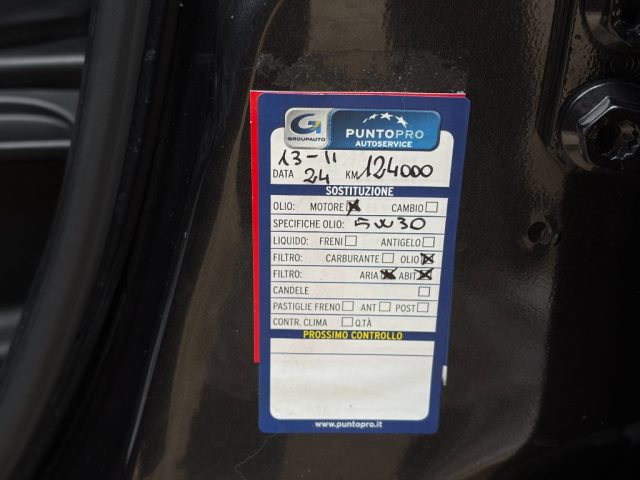 G
GROUPAUTO
PUNTOPRO
AUTOSERVICE
13-11
DATA 24 KM 124000
SOSTITUZIONE
OLIO: MOTORE CAMBIO
SPECIFICHE OLIO: 5W30
LIQUIDO: FRENI ANTIGELO
FILTRO: CARBURANTE OLIO
FILTRO: ARIA ABIT
CANDELE
PASTIGLIE FRENO ANT POST
CONTR. CLIMA Q.TÀ
PROSSIMO CONTROLLO
www.puntopro.it